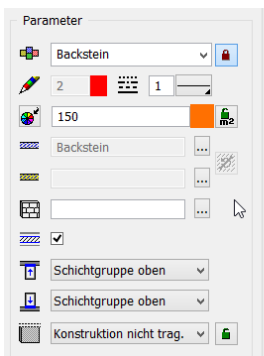 Parameter
Backstein
2 1
150 m2
Backstein ...
...
...
Schichtgruppe oben
Schichtgruppe oben
Konstruktion nicht trag.